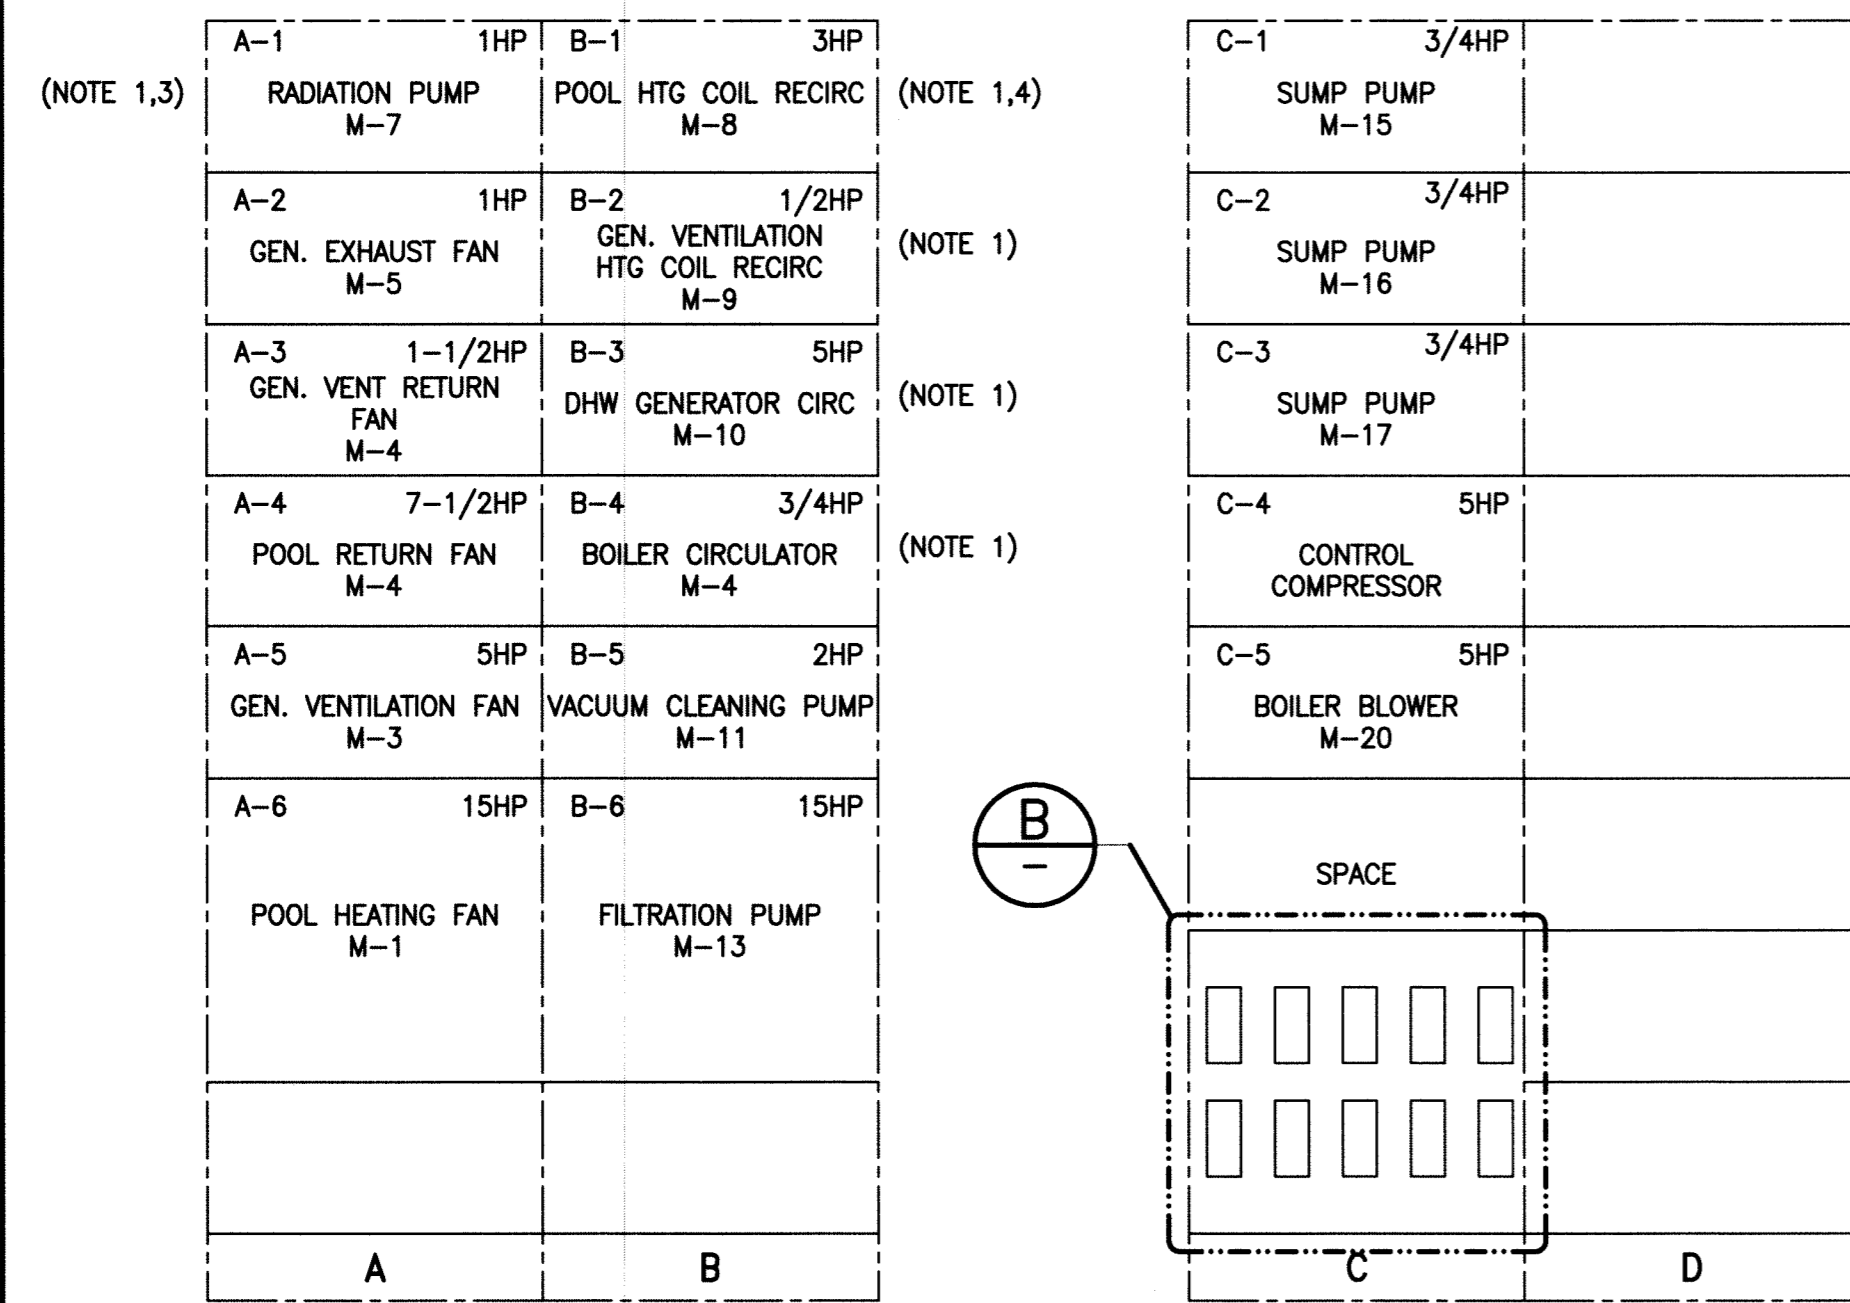 A-1 1HP
(NOTE 1,3)
RADIATION PUMP
M-7
B-1 3HP
POOL HTG COIL RECIRC
M-8
(NOTE 1,4)
A-2 1HP
GEN. EXHAUST FAN
M-5
B-2 1/2HP
GEN. VENTILATION
HTG COIL RECIRC
M-9
(NOTE 1)
A-3 1-1/2HP
GEN. VENT RETURN
FAN
M-4
B-3 5HP
DHW GENERATOR CIRC
M-10
(NOTE 1)
A-4 7-1/2HP
POOL RETURN FAN
M-4
B-4 3/4HP
BOILER CIRCULATOR
M-4
(NOTE 1)
A-5 5HP
GEN. VENTILATION FAN
M-3
B-5 2HP
VACUUM CLEANING PUMP
M-11
A-6 15HP
POOL HEATING FAN
M-1
B-6 15HP
FILTRATION PUMP
M-13
A
B
C-1 3/4HP
SUMP PUMP
M-15
C-2 3/4HP
SUMP PUMP
M-16
C-3 3/4HP
SUMP PUMP
M-17
C-4 5HP
CONTROL
COMPRESSOR
C-5 5HP
BOILER BLOWER
M-20
B
-
SPACE
C
D